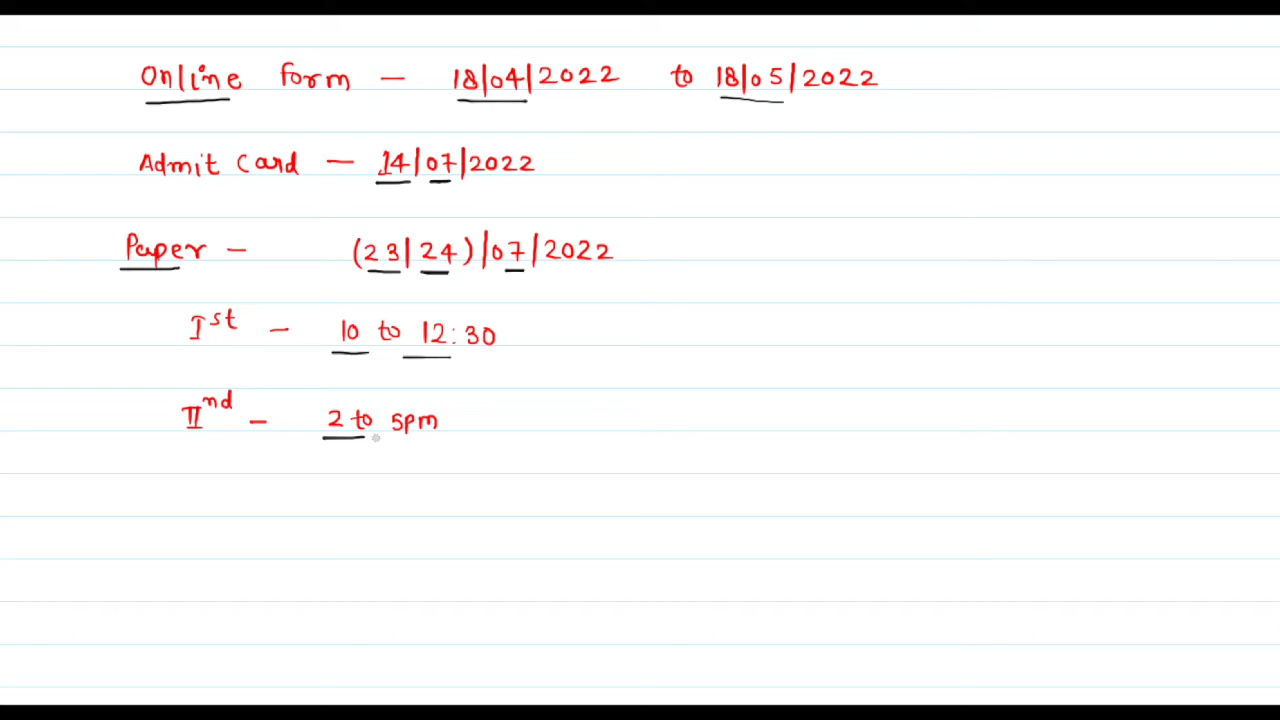 Online form - 18/04/2022 to 18/05/2022
Admit Card - 14/07/2022
Paper - (23/24)/07/2022
Ist - 10 to 12:30
IInd - 2 to 5pm